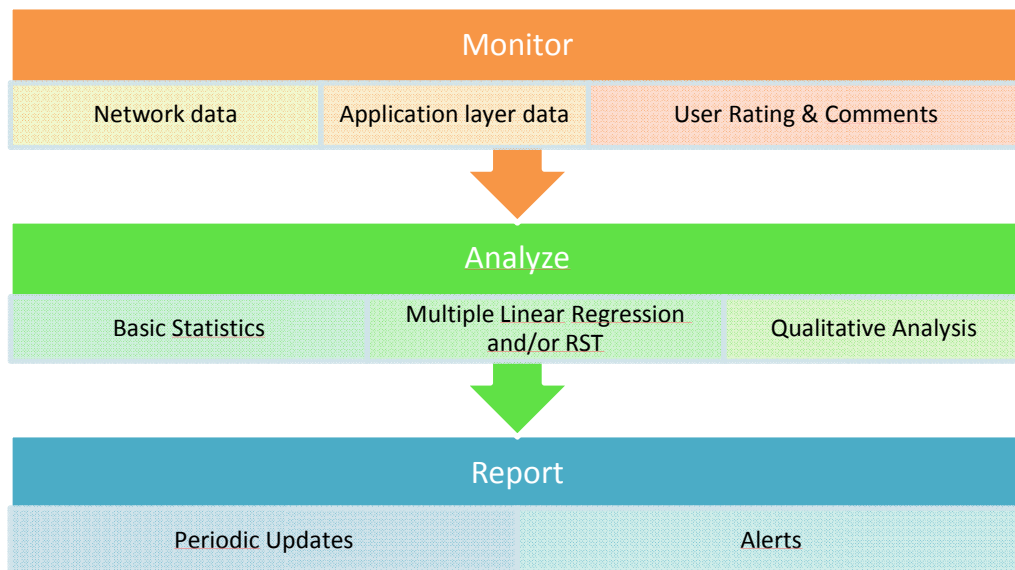 Monitor
Network data
Application layer data
User Rating & Comments
Analyze
Basic Statistics
Multiple Linear Regression
and/or RST
Qualitative Analysis
Report
Periodic Updates
Alerts